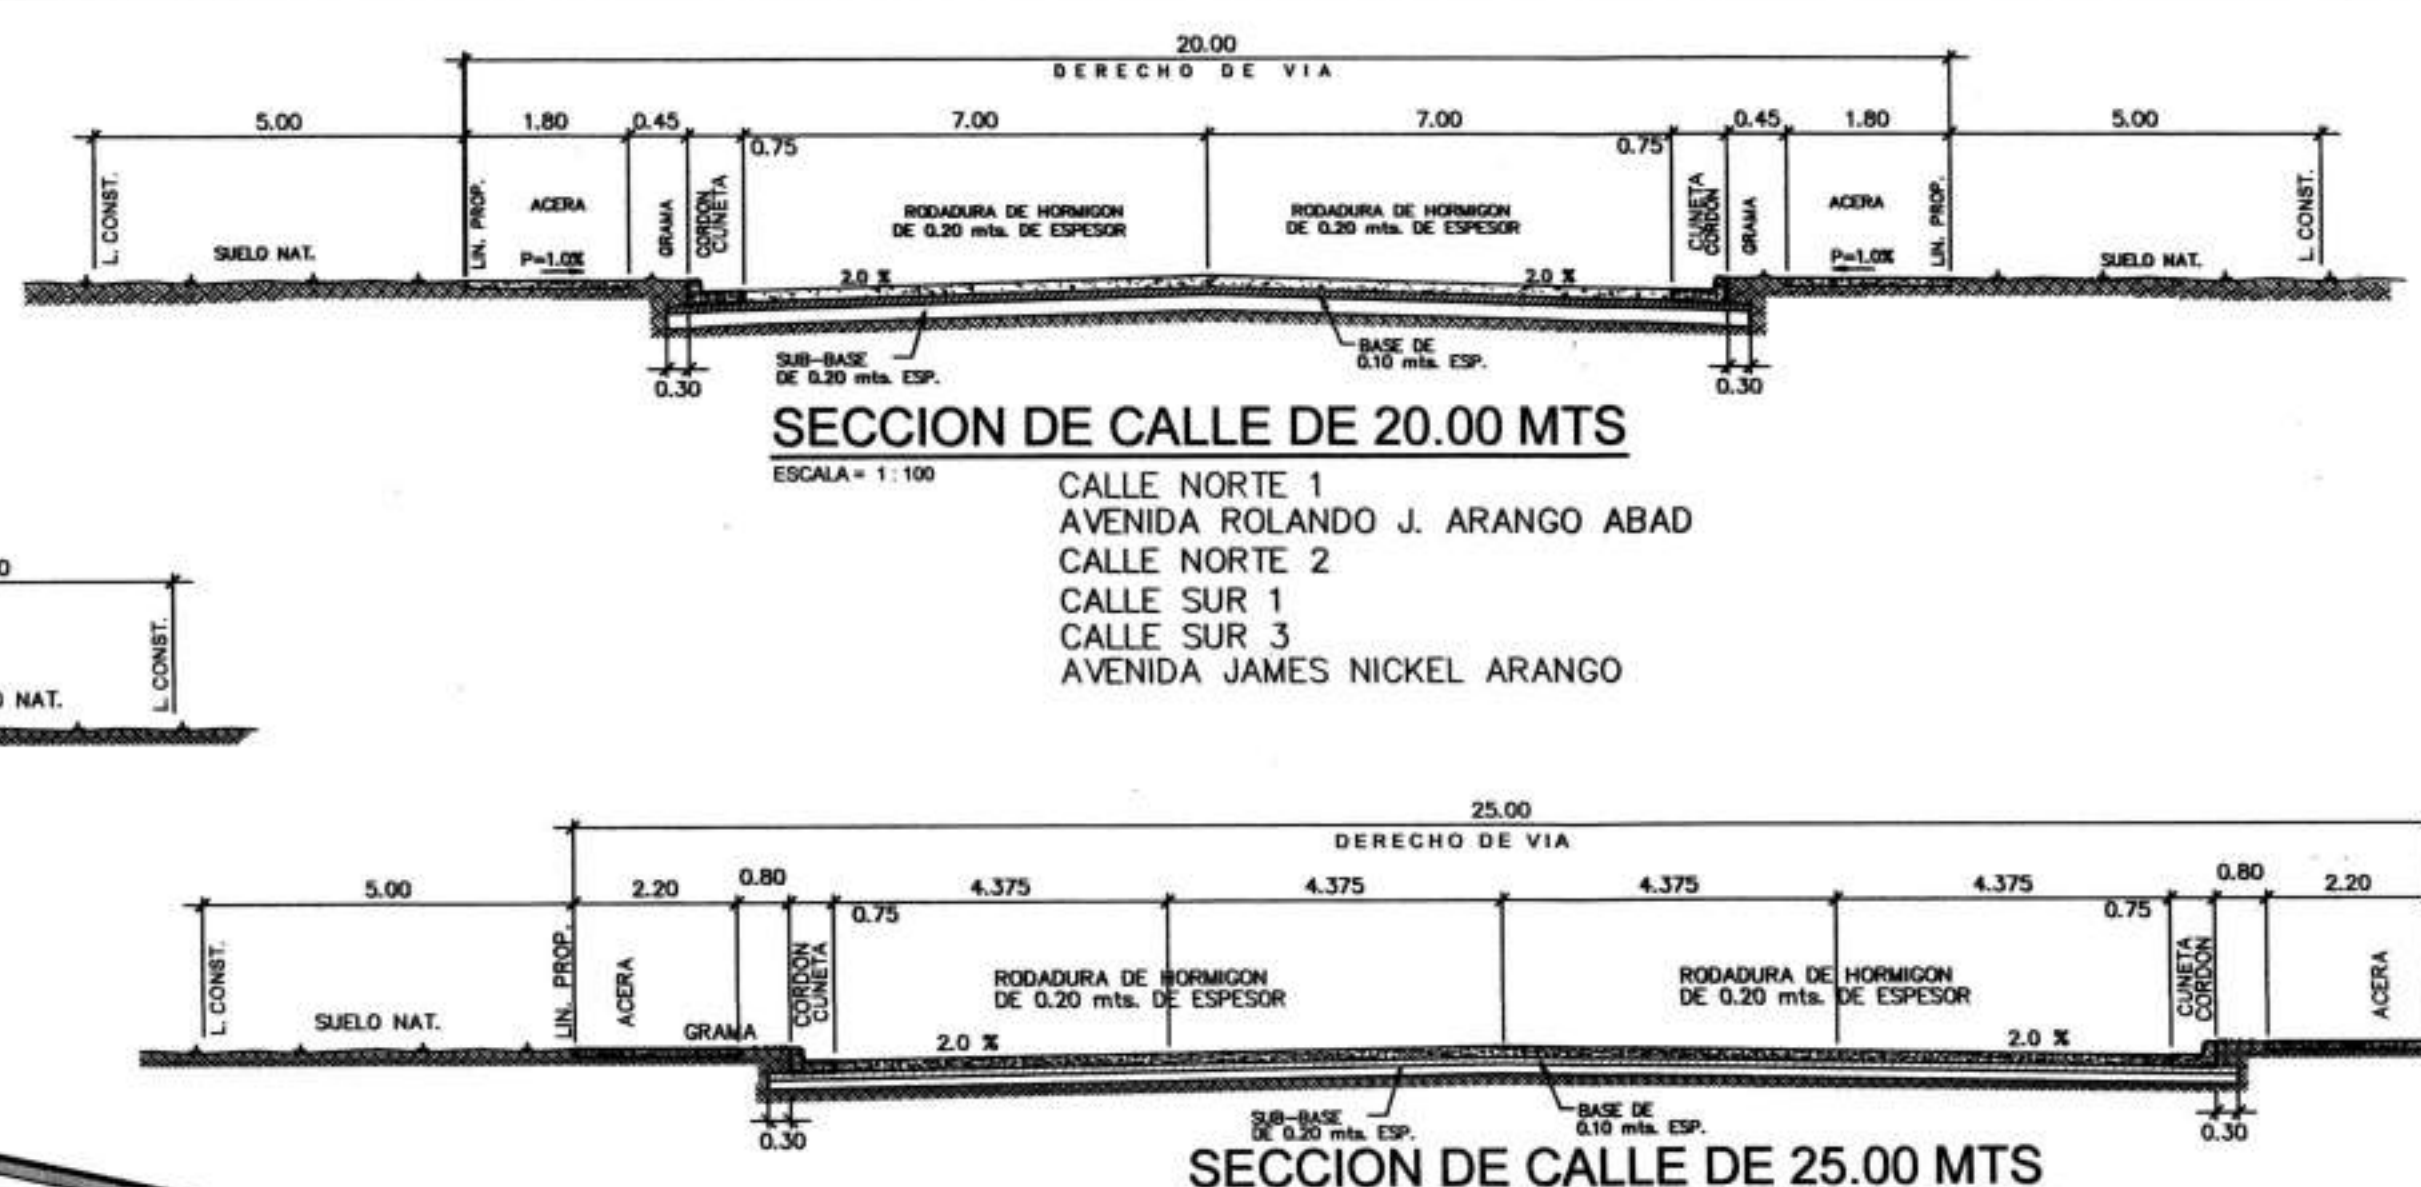 20.00
DERECHO DE VIA
5.00 1.80 0.45 0.75 7.00 7.00 0.75 0.45 1.80 5.00
L. CONST.
SUELO NAT.
LIN. PROP.
ACERA
P=1.0%
GRAMA
CORDON
CUNETA
RODADURA DE HORMIGON
DE 0.20 mts. DE ESPESOR
2.0 %
RODADURA DE HORMIGON
DE 0.20 mts. DE ESPESOR
2.0 %
CUNETA
CORDON
GRAMA
ACERA
P=1.0%
LIN. PROP.
SUELO NAT.
L. CONST.
SUB-BASE
DE 0.20 mts. ESP.
BASE DE
0.10 mts. ESP.
0.30
0.30
SECCION DE CALLE DE 20.00 MTS
ESCALA = 1 : 100
CALLE NORTE 1
AVENIDA ROLANDO J. ARANGO ABAD
CALLE NORTE 2
CALLE SUR 1
CALLE SUR 3
AVENIDA JAMES NICKEL ARANGO
0
L. CONST.
NAT.
25.00
DERECHO DE VIA
5.00 2.20 0.80 0.75 4.375 4.375 4.375 4.375 0.75 0.80 2.20
L. CONST.
SUELO NAT.
LIN. PROP.
ACERA
GRAMA
CORDON
CUNETA
RODADURA DE HORMIGON
DE 0.20 mts. DE ESPESOR
2.0 %
RODADURA DE HORMIGON
DE 0.20 mts. DE ESPESOR
2.0 %
CUNETA
CORDON
ACERA
SUB-BASE
DE 0.20 mts. ESP.
BASE DE
0.10 mts. ESP.
0.30
0.30
SECCION DE CALLE DE 25.00 MTS